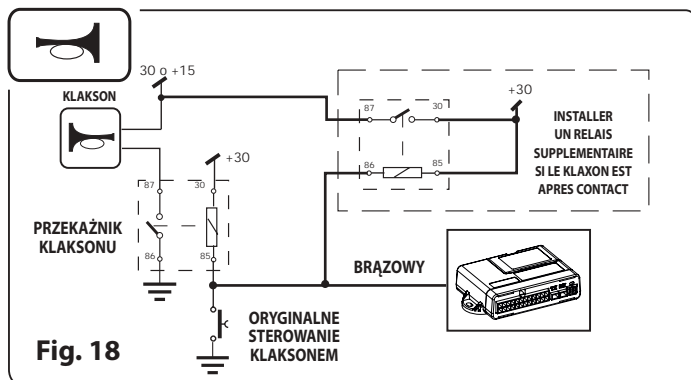 30 o +15
KLAKSON
87
30
+30
INSTALLER
UN RELAIS
SUPPLEMENTAIRE
SI LE KLAXON EST
APRES CONTACT
86
85
+30
87
30
PRZEKAŹNIK
KLAKSONU
86
85
BRĄZOWY
ORYGINALNE
STEROWANIE
KLAKSONEM
Fig. 18